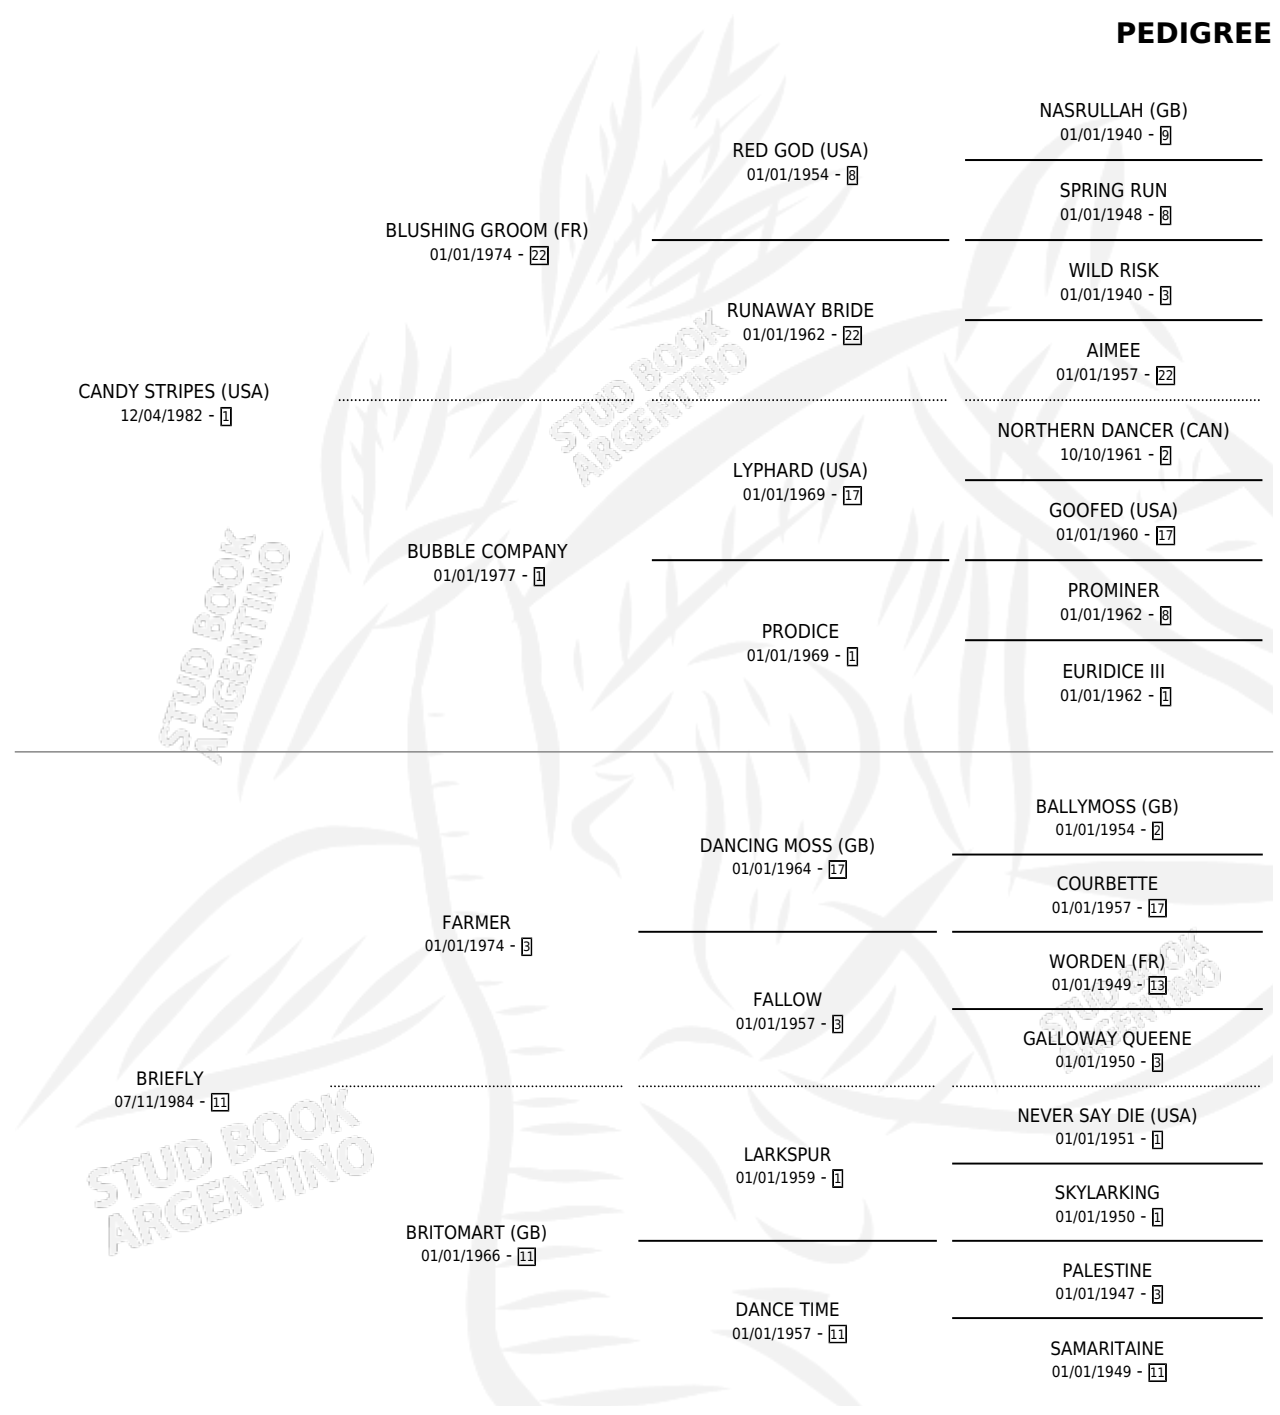 PEDIGREE
NASRULLAH (GB)
01/01/1940 - 9
RED GOD (USA)
01/01/1954 - 8
SPRING RUN
01/01/1948 - 8
BLUSHING GROOM (FR)
01/01/1974 - 22
WILD RISK
01/01/1940 - 3
RUNAWAY BRIDE
01/01/1962 - 22
AIMEE
01/01/1957 - 22
CANDY STRIPES (USA)
12/04/1982 - 1
NORTHERN DANCER (CAN)
10/10/1961 - 2
LYPHARD (USA)
01/01/1969 - 17
GOOFED (USA)
01/01/1960 - 17
BUBBLE COMPANY
01/01/1977 - 1
PROMINER
01/01/1962 - 8
PRODICE
01/01/1969 - 1
EURIDICE III
01/01/1962 - 1
BALLYMOSS (GB)
01/01/1954 - 2
DANCING MOSS (GB)
01/01/1964 - 17
COURBETTE
01/01/1957 - 17
FARMER
01/01/1974 - 3
WORDEN (FR)
01/01/1949 - 13
FALLOW
01/01/1957 - 3
GALLOWAY QUEENE
01/01/1950 - 3
BRIEFLY
07/11/1984 - 11
NEVER SAY DIE (USA)
01/01/1951 - 1
LARKSPUR
01/01/1959 - 1
SKYLARKING
01/01/1950 - 1
BRITOMART (GB)
01/01/1966 - 11
PALESTINE
01/01/1947 - 3
DANCE TIME
01/01/1957 - 11
SAMARITAINE
01/01/1949 - 11
STUD BOOK
ARGENTINO
STUD BOOK
ARGENTINO
STUD BOOK
ARGENTINO
STUD BOOK
ARGENTINO